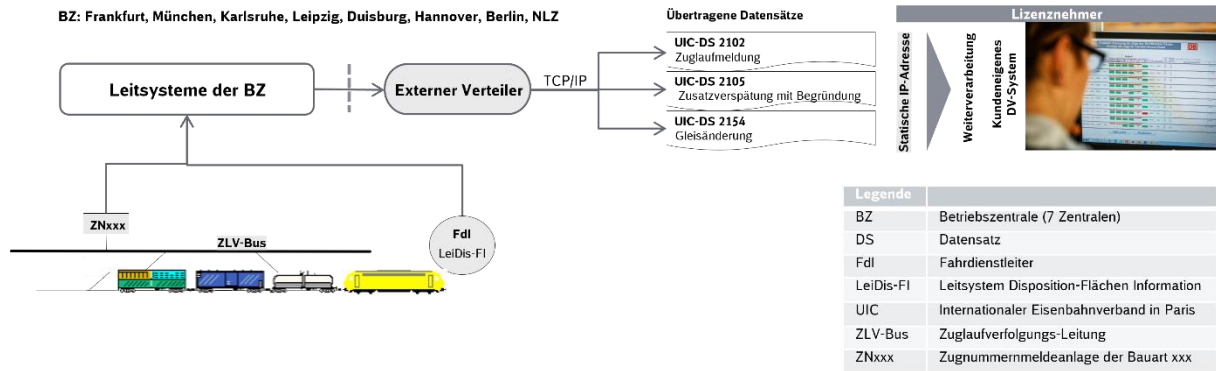 BZ: Frankfurt, München, Karlsruhe, Leipzig, Duisburg, Hannover, Berlin, NLZ
Leitsysteme der BZ
Externer Verteiler
TCP/IP
Übertragene Datensätze
UIC-DS 2102
Zuglaufmeldung
UIC-DS 2105
Zusatzverspätung mit Begründung
UIC-DS 2154
Gleisänderung
Lizenznehmer
Statische IP-Adresse
Weiterverarbeitung
Kundeneigenes
DV-System
ZNxxx
ZLV-Bus
Fdl
LeiDis-FI
Legende
BZ Betriebszentrale (7 Zentralen)
DS Datensatz
Fdl Fahrdienstleiter
LeiDis-FI Leitsystem Disposition-Flächen Information
UIC Internationaler Eisenbahnverband in Paris
ZLV-Bus Zuglaufverfolgungs-Leitung
ZNxxx Zugnummernmeldeanlage der Bauart xxx